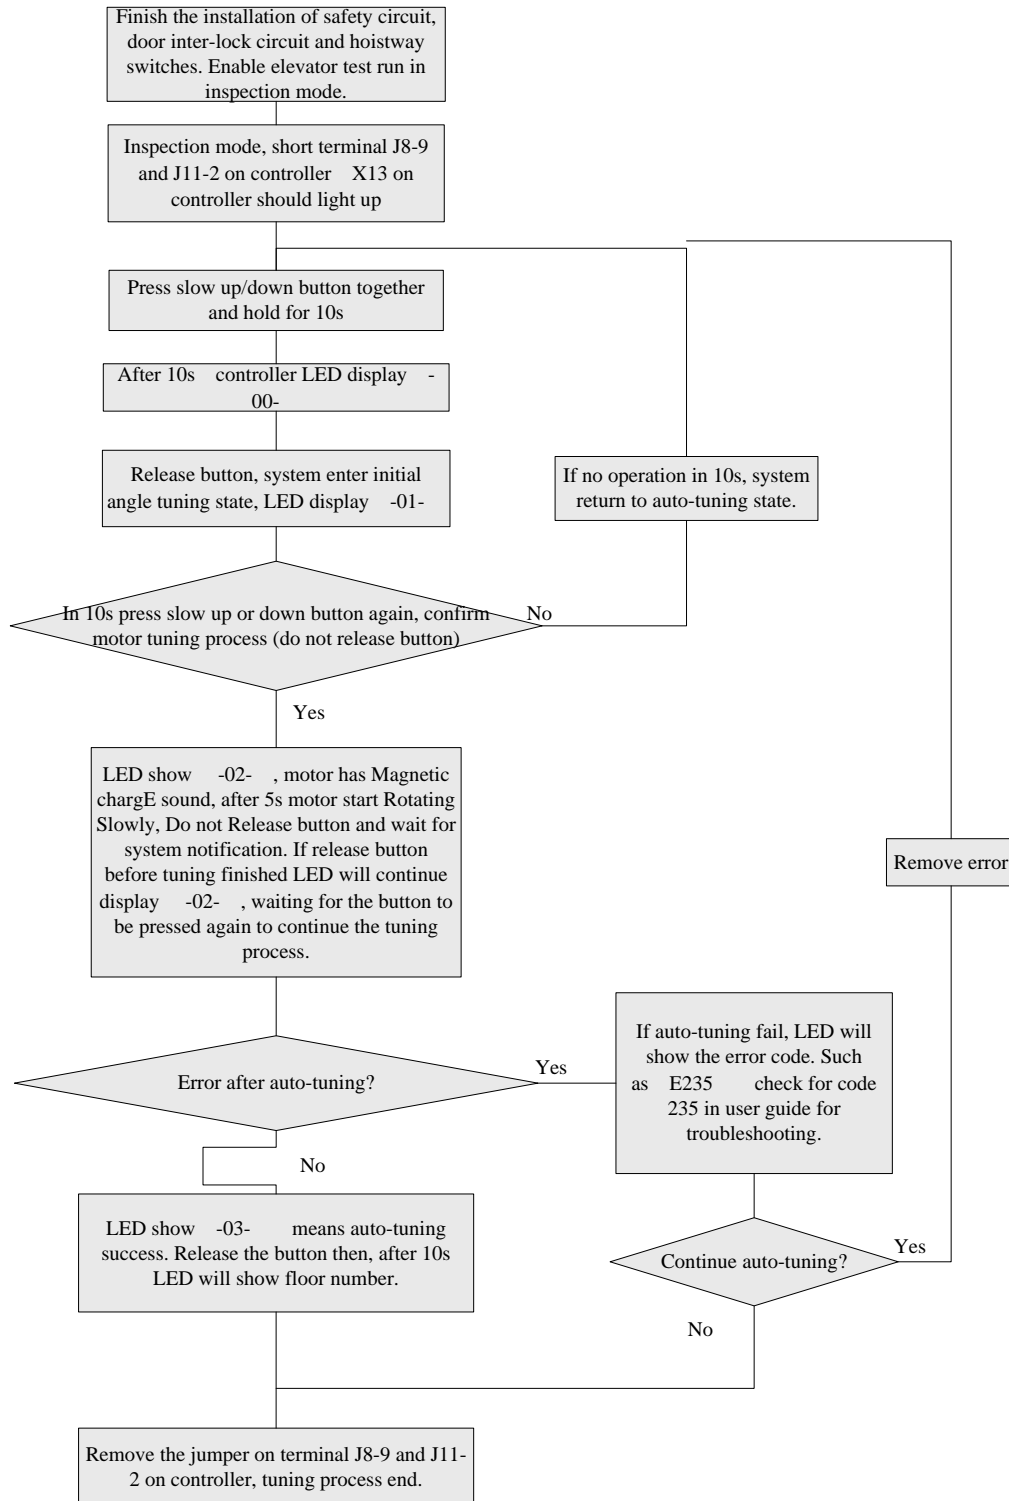 Finish the installation of safety circuit,
door inter-lock circuit and hoistway
switches. Enable elevator test run in
inspection mode.
Inspection mode, short terminal J8-9
and J11-2 on controller X13 on
controller should light up
Press slow up/down button together
and hold for 10s
After 10s controller LED display -
00-
Release button, system enter initial
angle tuning state, LED display -01-
If no operation in 10s, system
return to auto-tuning state.
In 10s press slow up or down button again, confirm
motor tuning process (do not release button)
No
Yes
LED show -02- , motor has Magnetic
chargE sound, after 5s motor start Rotating
Slowly, Do not Release button and wait for
system notification. If release button
before tuning finished LED will continue
display -02- , waiting for the button to
be pressed again to continue the tuning
process.
Remove error
Error after auto-tuning?
Yes
If auto-tuning fail, LED will
show the error code. Such
as E235 check for code
235 in user guide for
troubleshooting.
No
LED show -03- means auto-tuning
success. Release the button then, after 10s
LED will show floor number.
Continue auto-tuning?
Yes
No
Remove the jumper on terminal J8-9 and J11-
2 on controller, tuning process end.